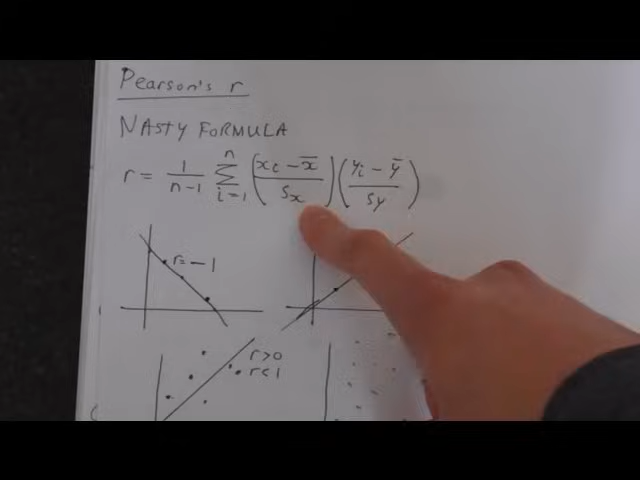 Pearson's r
NASTY FORMULA
r = 1/(n-1) Σ_{i=1}^{n} ((x_i - x̄)/s_x) ((y_i - ȳ)/s_y)
r = -1
r>0
r<1